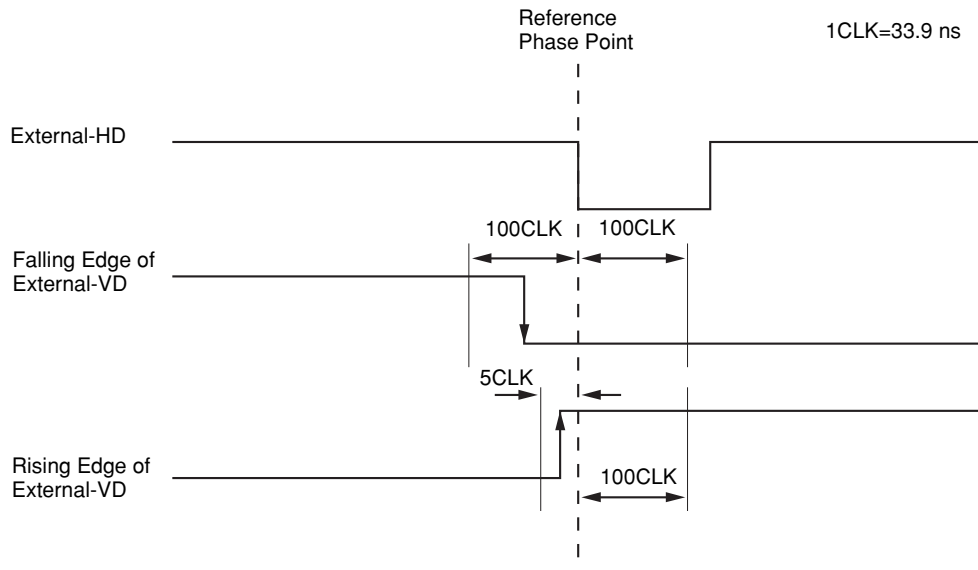 Reference
Phase Point
1CLK=33.9 ns
External-HD
100CLK
100CLK
Falling Edge of
External-VD
5CLK
Rising Edge of
External-VD
100CLK